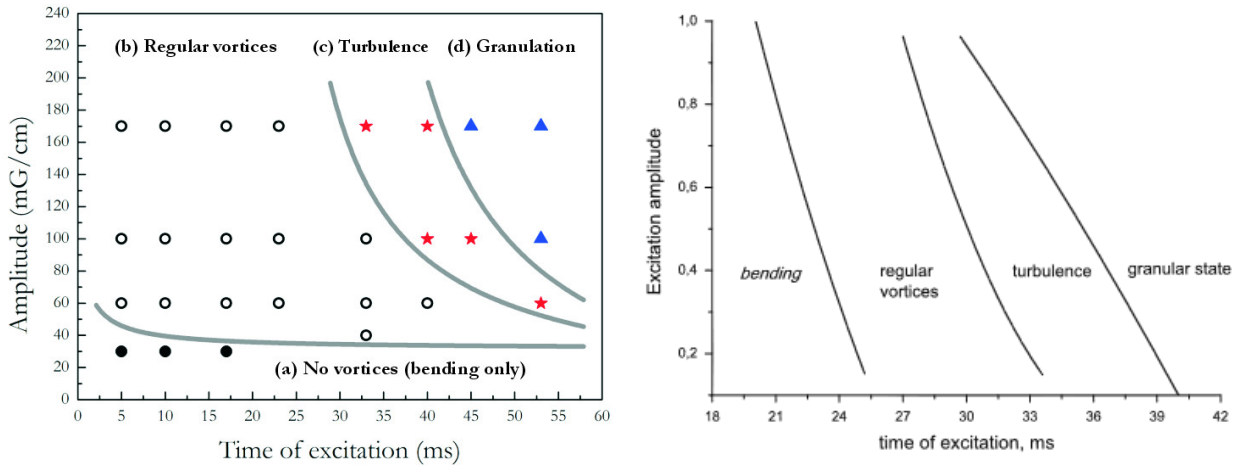 240
220
200
180
160
140
120
100
80
60
40
20
0
(b) Regular vortices
(c) Turbulence
(d) Granulation
(a) No vortices (bending only)
0 5 10 15 20 25 30 35 40 45 50 55 60
Amplitude (mG/cm)
Time of excitation (ms)
1,0
0,8
0,6
0,4
0,2
Excitation amplitude
bending
regular
vortices
turbulence
granular state
18 21 24 27 30 33 36 39 42
time of excitation, ms